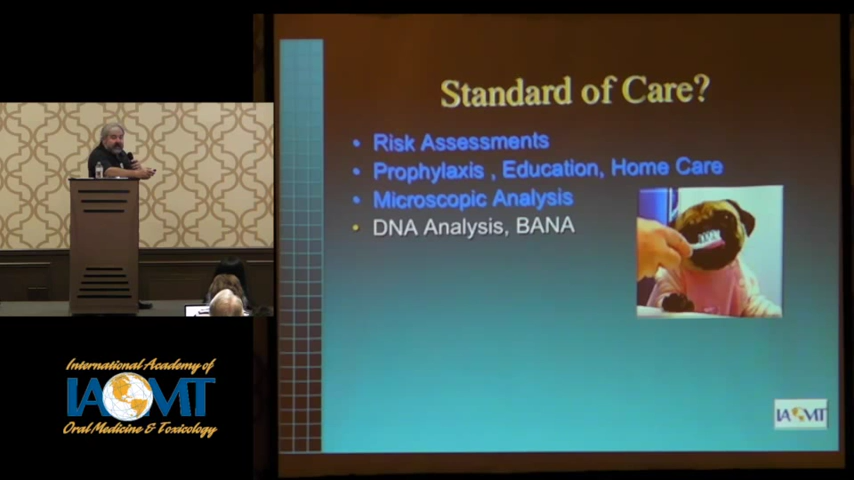 Standard of Care?
• Risk Assessments
• Prophylaxis , Education, Home Care
• Microscopic Analysis
• DNA Analysis, BANA
IAOMT
International Academy of
IAOMT
Oral Medicine & Toxicology